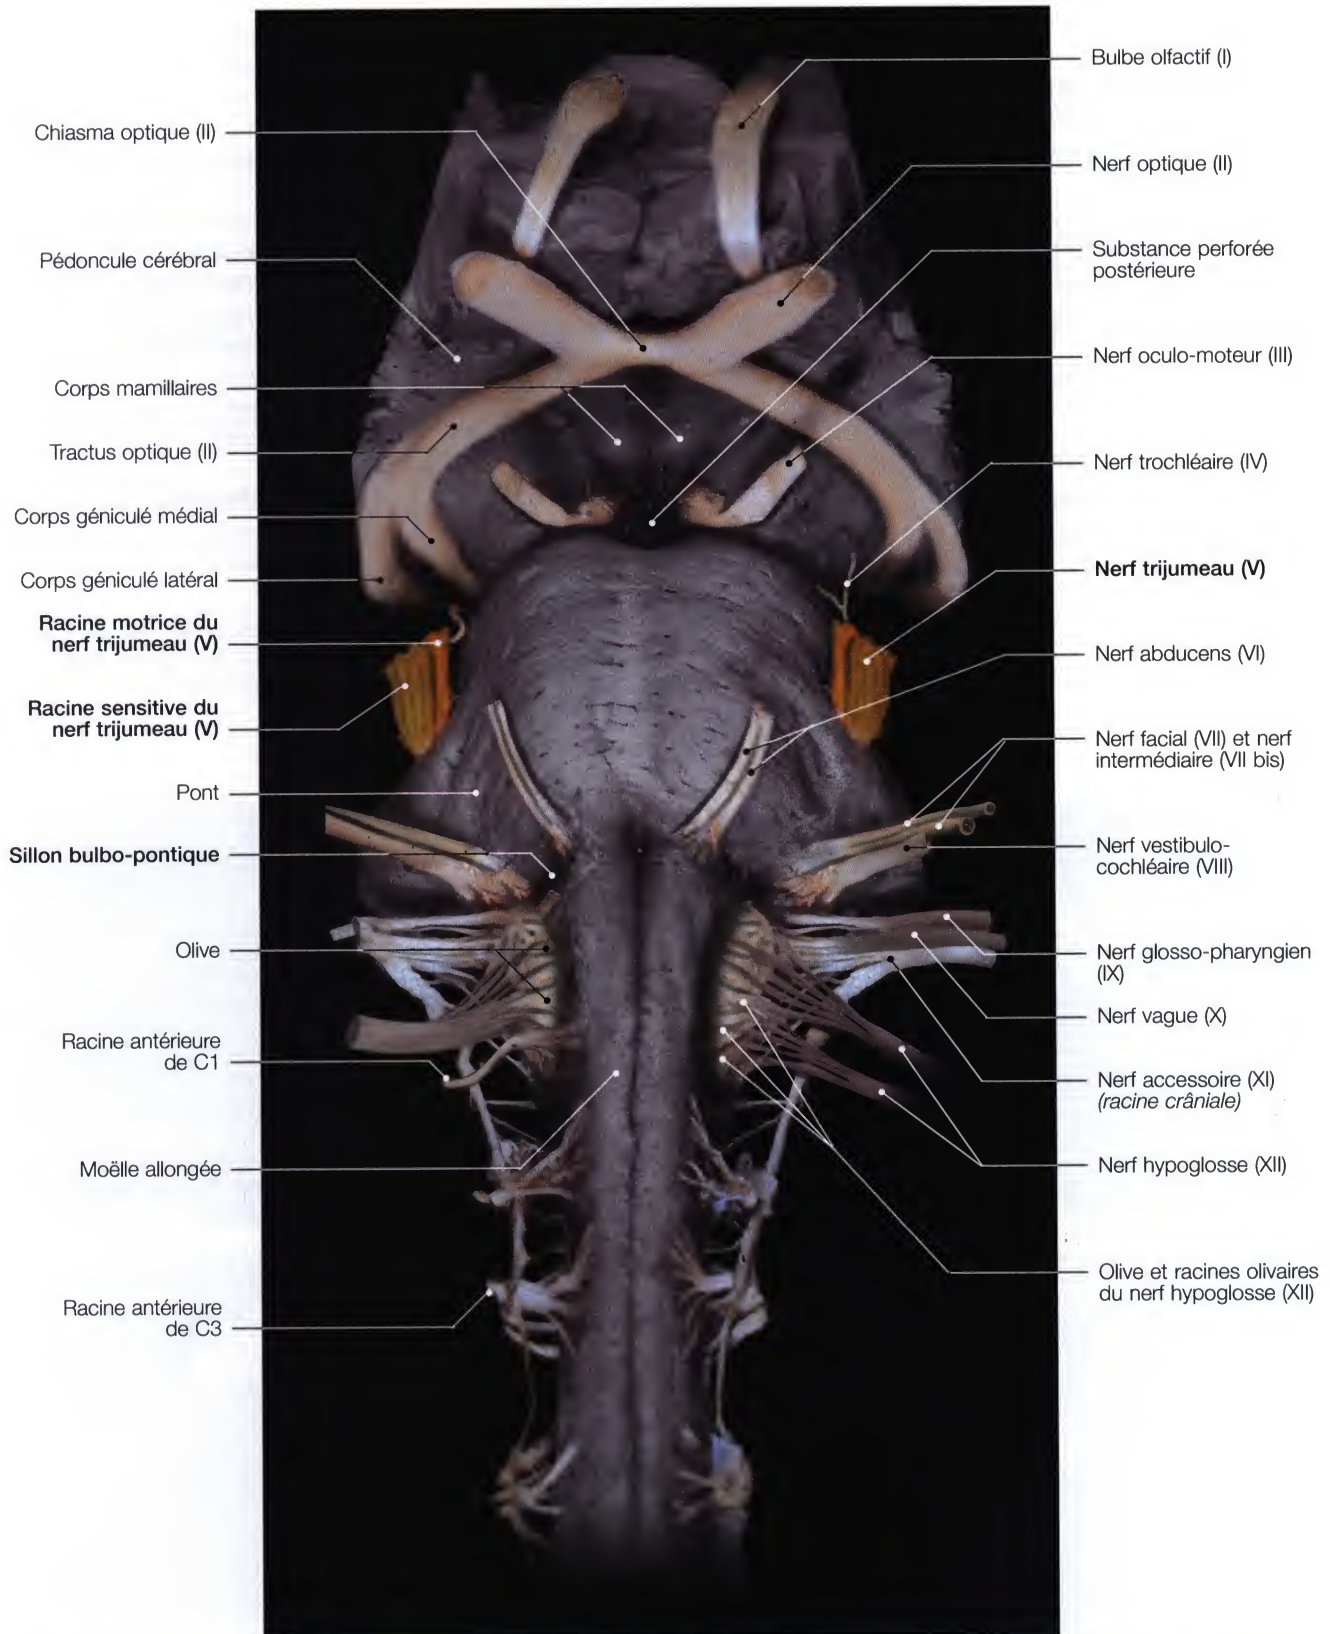 Chiasma optique (II)
Pédoncule cérébral
Corps mamillaires
Tractus optique (II)
Corps géniculé médial
Corps géniculé latéral
Racine motrice du
nerf trijumeau (V)
Racine sensitive du
nerf trijumeau (V)
Pont
Sillon bulbo-pontique
Olive
Racine antérieure
de C1
Moëlle allongée
Racine antérieure
de C3
Bulbe olfactif (I)
Nerf optique (II)
Substance perforée
postérieure
Nerf oculo-moteur (III)
Nerf trochléaire (IV)
Nerf trijumeau (V)
Nerf abducens (VI)
Nerf facial (VII) et nerf
intermédiaire (VII bis)
Nerf vestibulo-
cochléaire (VIII)
Nerf glosso-pharyngien
(IX)
Nerf vague (X)
Nerf accessoire (XI)
(racine crâniale)
Nerf hypoglosse (XII)
Olive et racines olivaires
du nerf hypoglosse (XII)